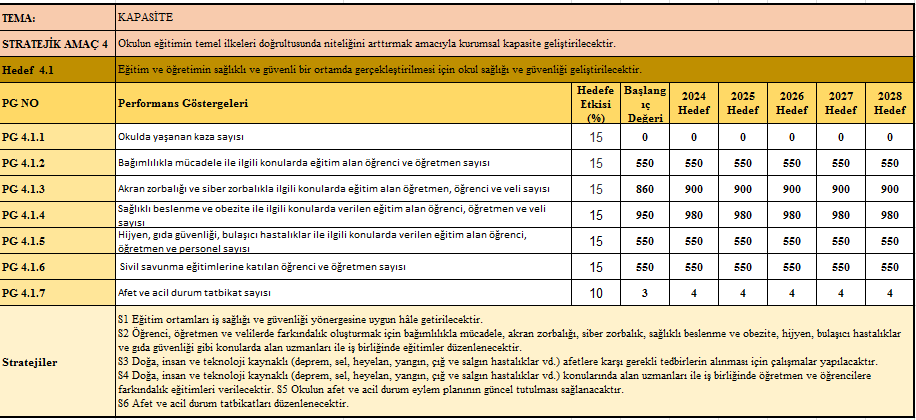 TEMA: KAPASİTE
STRATEJİK AMAÇ 4 Okulun eğitimin temel ilkeleri doğrultusunda niteliğini arttırmak amacıyla kurumsal kapasite geliştirilecektir.
Hedef 4.1 Eğitim ve öğretimin sağlıklı ve güvenli bir ortamda gerçekleştirilmesi için okul sağlığı ve güvenliği geliştirilecektir.
PG NO Performans Göstergeleri Hedefe Etkisi (%) Başlangıç Değeri 2024 Hedef 2025 Hedef 2026 Hedef 2027 Hedef 2028 Hedef
PG 4.1.1 Okulda yaşanan kaza sayısı 15 0 0 0 0 0 0
PG 4.1.2 Bağımlılıkla mücadele ile ilgili konularda eğitim alan öğrenci ve öğretmen sayısı 15 550 550 550 550 550 550
PG 4.1.3 Akran zorbalığı ve siber zorbalıkla ilgili konularda eğitim alan öğretmen, öğrenci ve veli sayısı 15 860 900 900 900 900 900
PG 4.1.4 Sağlıklı beslenme ve obezite ile ilgili konularda verilen eğitim alan öğrenci, öğretmen ve veli sayısı 15 950 980 980 980 980 980
PG 4.1.5 Hijyen, gıda güvenliği, bulaşıcı hastalıklar ile ilgili konularda verilen eğitim alan öğrenci, öğretmen ve personel sayısı 15 550 550 550 550 550 550
PG 4.1.6 Sivil savunma eğitimlerine katılan öğrenci ve öğretmen sayısı 15 550 550 550 550 550 550
PG 4.1.7 Afet ve acil durum tatbikat sayısı 10 3 4 4 4 4 4
Stratejiler
S1 Eğitim ortamları iş sağlığı ve güvenliği yönergesine uygun hâle getirilecektir.
S2 Öğrenci, öğretmen ve velilerde farkındalık oluşturmak için bağımlılıkla mücadele, akran zorbalığı, siber zorbalık, sağlıklı beslenme ve obezite, hijyen, bulaşıcı hastalıklar
ve gıda güvenliği gibi konularda alan uzmanları ile iş birliğinde eğitimler düzenlenecektir.
S3 Doğa, insan ve teknoloji kaynaklı (deprem, sel, heyelan, yangın, çığ ve salgın hastalıklar vd.) afetlere karşı gerekli tedbirlerin alınması için çalışmalar yapılacaktır.
S4 Doğa, insan ve teknoloji kaynaklı (deprem, sel, heyelan, yangın, çığ ve salgın hastalıklar vd.) konularında alan uzmanları ile iş birliğinde öğretmen ve öğrencilere
farkındalık eğitimleri verilecektir. S5 Okulun afet ve acil durum eylem planının güncel tutulması sağlanacaktır.
S6 Afet ve acil durum tatbikatları düzenlenecektir.